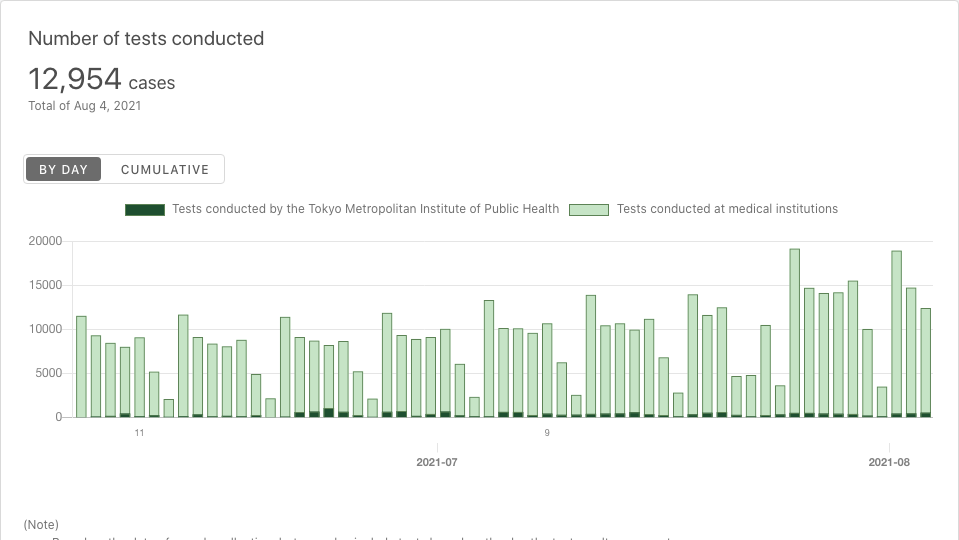 Number of tests conducted
12,954 cases
Total of Aug 4, 2021
BY DAY CUMULATIVE
Tests conducted by the Tokyo Metropolitan Institute of Public Health Tests conducted at medical institutions
20000
15000
10000
5000
0
11 9
2021-07 2021-08
(Note)